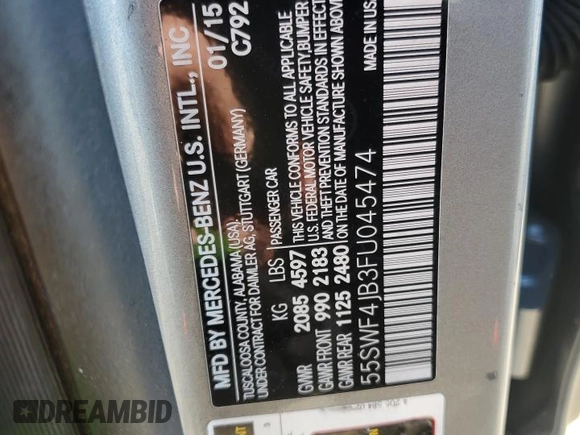 MFD. BY MERCEDES-BENZ U.S. INTL., INC
01/15
TUSCALOOSA COUNTY, ALABAMA (USA),
UNDER CONTRACT FOR DAIMLER AG, STUTTGART (GERMANY)
C792
KG LBS PASSENGER CAR
GMVR 2085 4597
GAWR FRONT 990 2183
GAWR REAR 1125 2480
THIS VEHICLE CONFORMS TO ALL APPLICABLE
U.S. FEDERAL MOTOR VEHICLE SAFETY, BUMPER
AND THEFT PREVENTION STANDARDS IN EFFECT
ON THE DATE OF MANUFACTURE SHOWN
55SWF4JB3FU045474
MADE IN US
DREAMBID